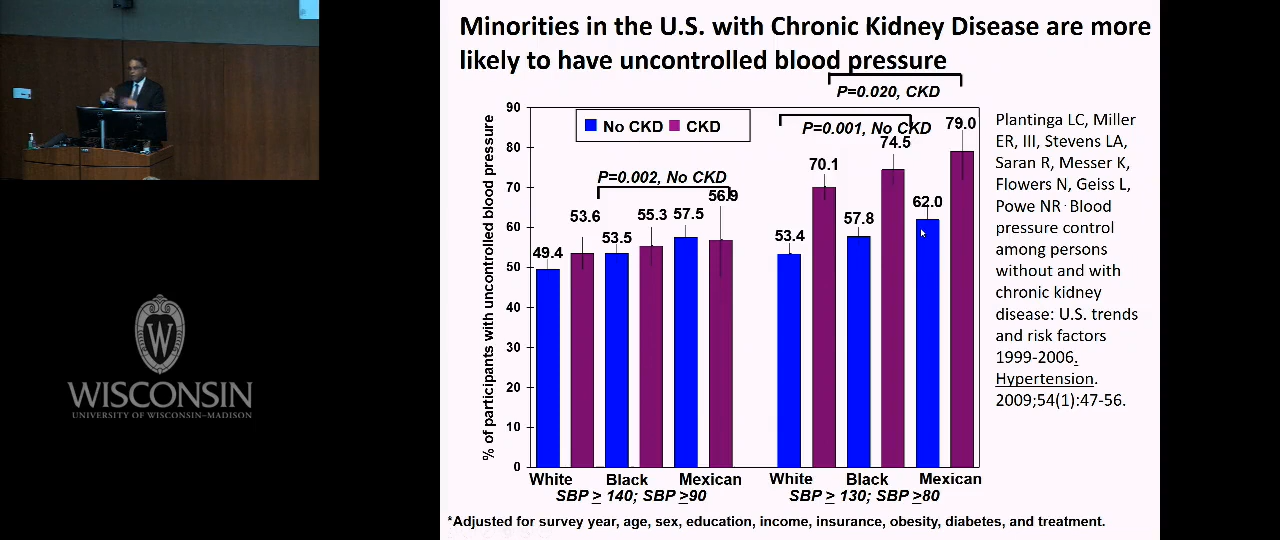 Minorities in the U.S. with Chronic Kidney Disease are more
likely to have uncontrolled blood pressure
P=0.020, CKD
P=0.001, No CKD
P=0.002, No CKD
No CKD CKD
% of participants with uncontrolled blood pressure
90
80
70
60
50
40
30
20
10
0
49.4
53.6
53.5
55.3
57.5
56.9
53.4
70.1
57.8
74.5
62.0
79.0
White Black Mexican
SBP ≥ 140; SBP ≥90
White Black Mexican
SBP ≥ 130; SBP ≥80
Plantinga LC, Miller
ER, III, Stevens LA,
Saran R, Messer K,
Flowers N, Geiss L,
Powe NR Blood
pressure control
among persons
without and with
chronic kidney
disease: U.S. trends
and risk factors
1999-2006.
Hypertension.
2009;54(1):47-56.
*Adjusted for survey year, age, sex, education, income, insurance, obesity, diabetes, and treatment.
W
WISCONSIN
UNIVERSITY OF WISCONSIN–MADISON